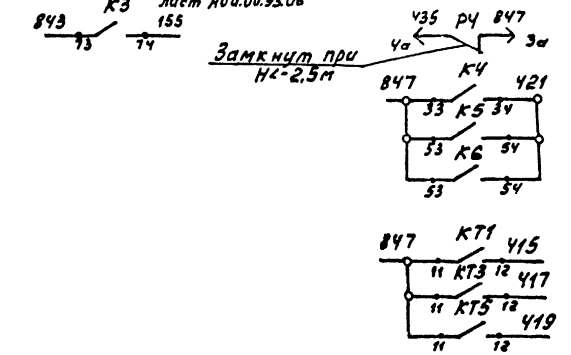 К3
843 155
73 74
435 РУ 847
4а 3а
Замкнут при
Н<-2,5м
К4
847 421
33 К5 34
53 К6 54
53 54
КТ1
847 415
11 КТ3 12 417
11 КТ5 12 419
11 12